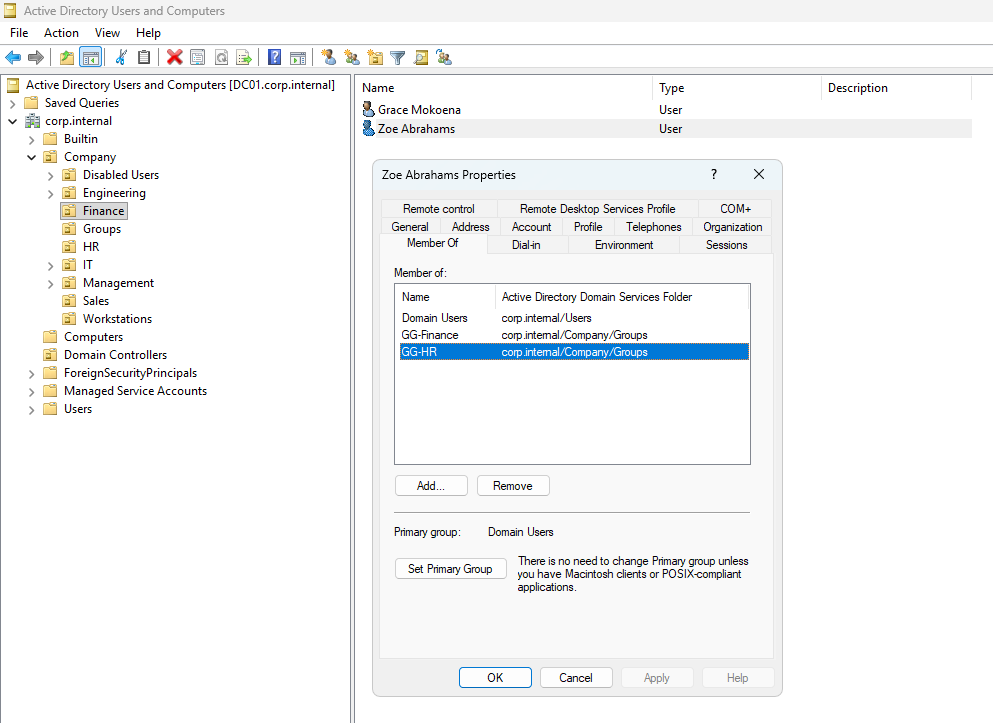 Active Directory Users and Computers
File Action View Help
Active Directory Users and Computers [DC01.corp.internal]
Saved Queries
corp.internal
Builtin
Company
Disabled Users
Engineering
Finance
Groups
HR
IT
Management
Sales
Workstations
Computers
Domain Controllers
ForeignSecurityPrincipals
Managed Service Accounts
Users
Name Type Description
Grace Mokoena User
Zoe Abrahams User
Zoe Abrahams Properties
Remote control Remote Desktop Services Profile COM+
General Address Account Profile Telephones Organization
Member Of Dial-in Environment Sessions
Member of:
Name Active Directory Domain Services Folder
Domain Users corp.internal/Users
GG-Finance corp.internal/Company/Groups
GG-HR corp.internal/Company/Groups
Add... Remove
Primary group: Domain Users
Set Primary Group
There is no need to change Primary group unless
you have Macintosh clients or POSIX-compliant
applications.
OK Cancel Apply Help